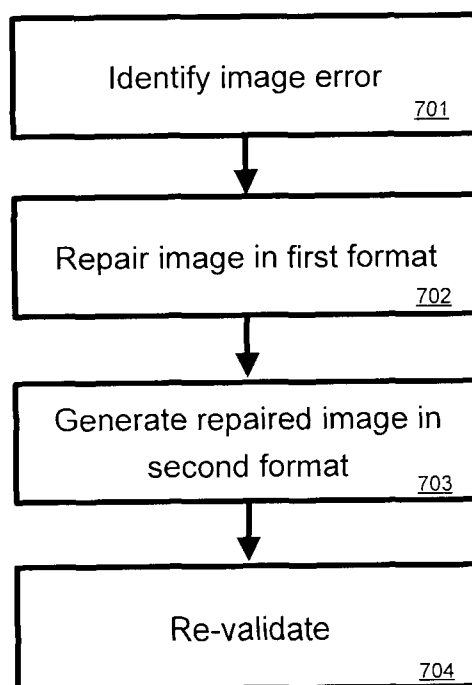 Identify image error
701
Repair image in first format
702
Generate repaired image in
second format
703
Re-validate
704